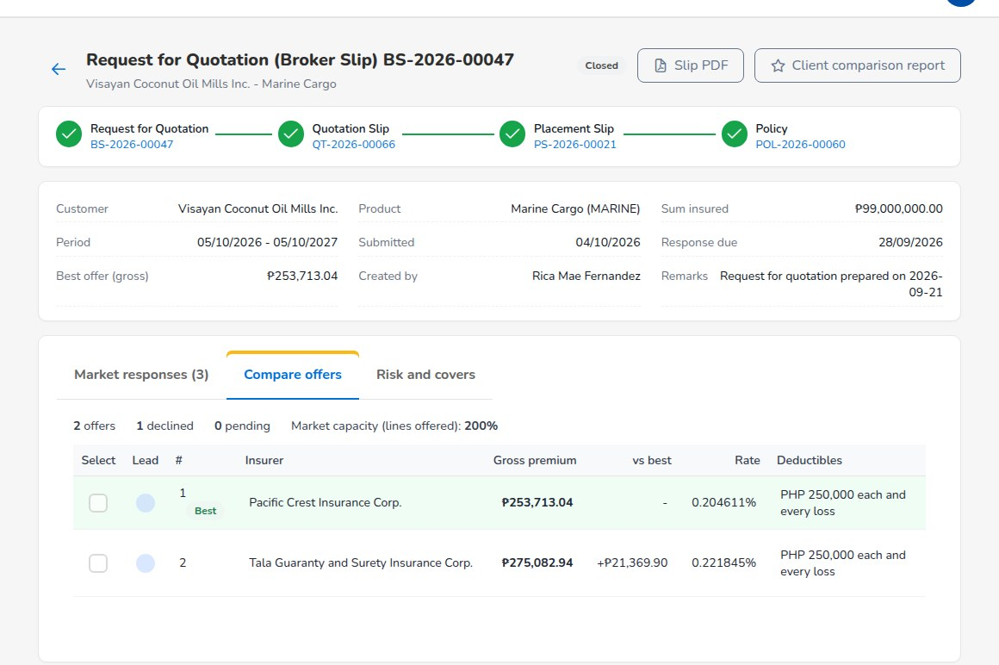 Request for Quotation (Broker Slip) BS-2026-00047
Visayan Coconut Oil Mills Inc. - Marine Cargo
Closed
Slip PDF
Client comparison report
Request for Quotation
BS-2026-00047
Quotation Slip
QT-2026-00066
Placement Slip
PS-2026-00021
Policy
POL-2026-00060
Customer Visayan Coconut Oil Mills Inc.
Product Marine Cargo (MARINE)
Sum insured ₱99,000,000.00
Period 05/10/2026 - 05/10/2027
Submitted 04/10/2026
Response due 28/09/2026
Best offer (gross) ₱253,713.04
Created by Rica Mae Fernandez
Remarks Request for quotation prepared on 2026-
09-21
Market responses (3) Compare offers Risk and covers
2 offers 1 declined 0 pending Market capacity (lines offered): 200%
Select Lead # Insurer Gross premium vs best Rate Deductibles
1
Best
Pacific Crest Insurance Corp. ₱253,713.04 - 0.204611% PHP 250,000 each and
every loss
2 Tala Guaranty and Surety Insurance Corp. ₱275,082.94 +₱21,369.90 0.221845% PHP 250,000 each and
every loss